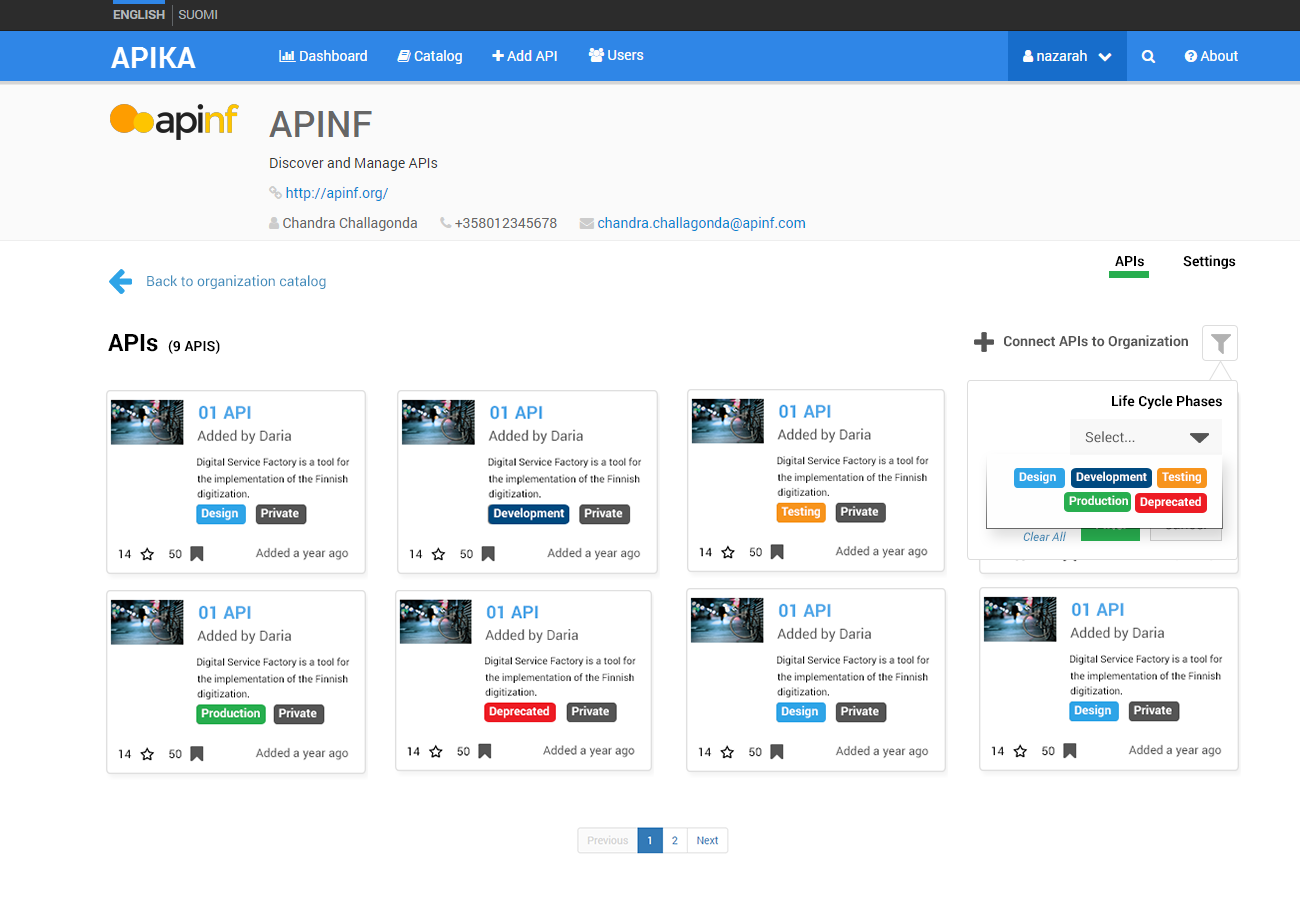 ENGLISH SUOMI
APIKA Dashboard Catalog Add API Users nazarah About
apinf
APINF
Discover and Manage APIs
http://apinf.org/
Chandra Challagonda +358012345678 chandra.challagonda@apinf.com
APIs Settings
Back to organization catalog
APIs (9 APIS) Connect APIs to Organization
01 API
Added by Daria
Digital Service Factory is a tool for
the implementation of the Finnish
digitization.
Design Private
14 50 Added a year ago
01 API
Added by Daria
Digital Service Factory is a tool for
the implementation of the Finnish
digitization.
Development Private
14 50 Added a year ago
01 API
Added by Daria
Digital Service Factory is a tool for
the implementation of the Finnish
digitization.
Testing Private
14 50 Added a year ago
Life Cycle Phases
Select...
Design Development Testing
Production Deprecated
Clear All
01 API
Added by Daria
Digital Service Factory is a tool for
the implementation of the Finnish
digitization.
Production Private
14 50 Added a year ago
01 API
Added by Daria
Digital Service Factory is a tool for
the implementation of the Finnish
digitization.
Deprecated Private
14 50 Added a year ago
01 API
Added by Daria
Digital Service Factory is a tool for
the implementation of the Finnish
digitization.
Design Private
14 50 Added a year ago
01 API
Added by Daria
Digital Service Factory is a tool for
the implementation of the Finnish
digitization.
Design Private
14 50 Added a year ago
Previous 1 2 Next